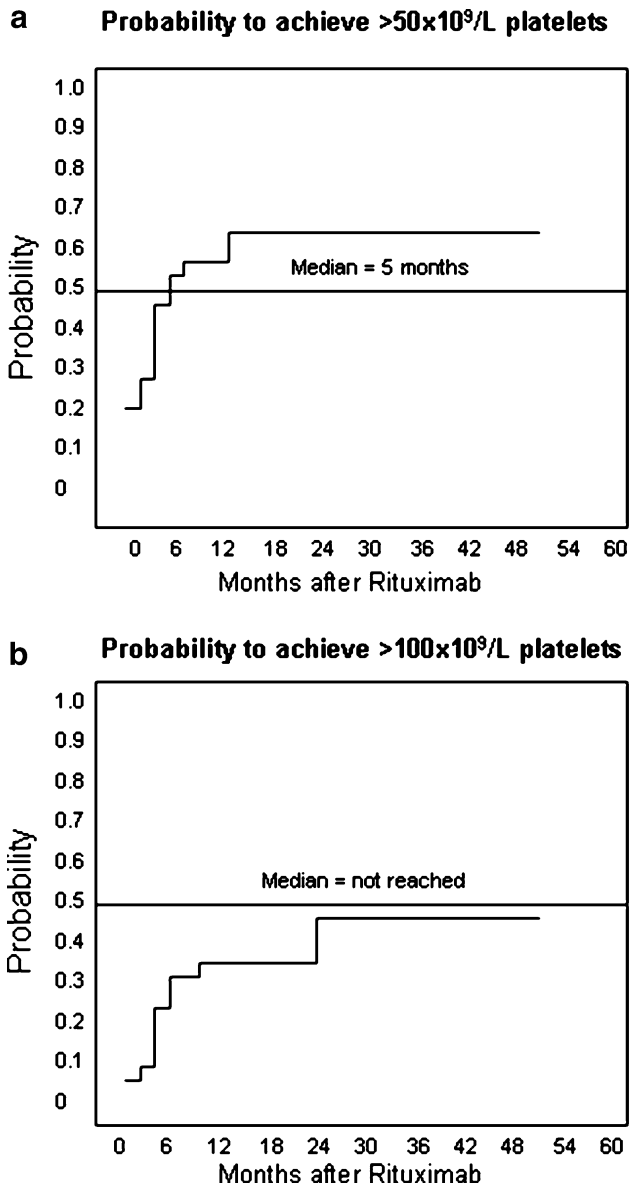 a Probability to achieve >50x10⁹/L platelets
1.0
0.9
0.8
0.7
0.6
0.5
0.4
0.3
0.2
0.1
0
Probability
Median = 5 months
0 6 12 18 24 30 36 42 48 54 60
Months after Rituximab
b Probability to achieve >100x10⁹/L platelets
1.0
0.9
0.8
0.7
0.6
0.5
0.4
0.3
0.2
0.1
0
Probability
Median = not reached
0 6 12 18 24 30 36 42 48 54 60
Months after Rituximab